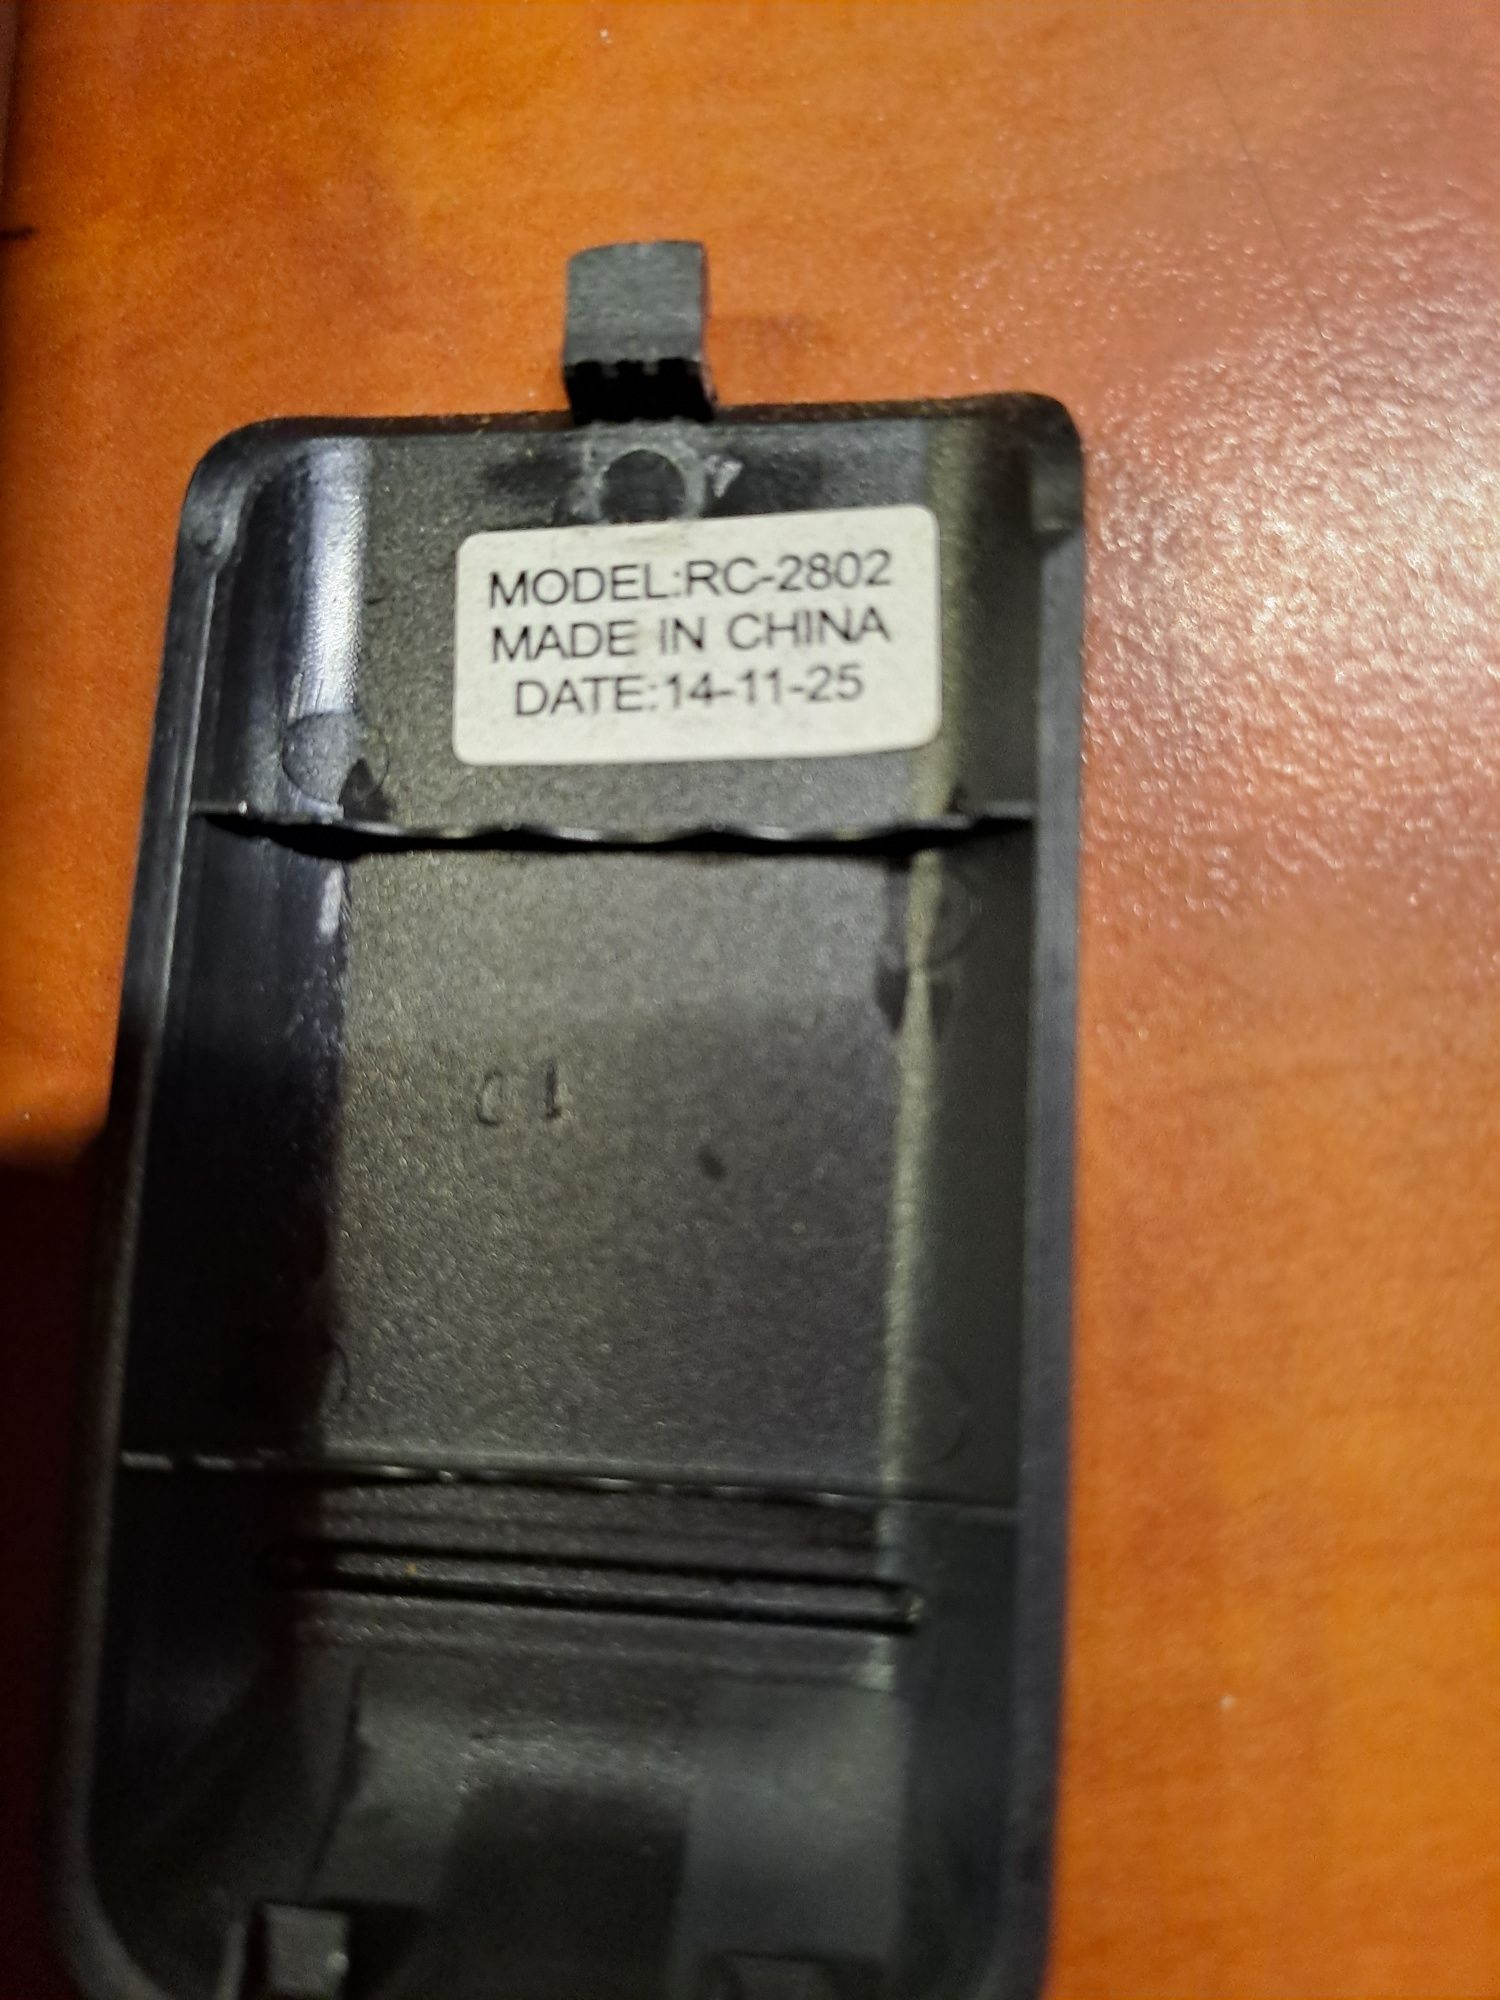 MODEL:RC-2802
MADE IN CHINA
DATE:14-11-25